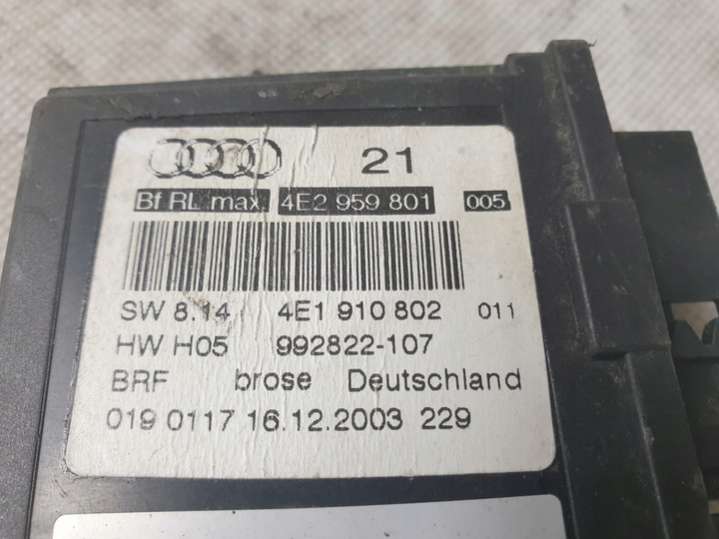 21
Bf RL max. 4E2 959 801 005
SW 8.14 4E1 910 802 011
HW H05 992822-107
BRF brose Deutschland
019 0117 16.12.2003 229